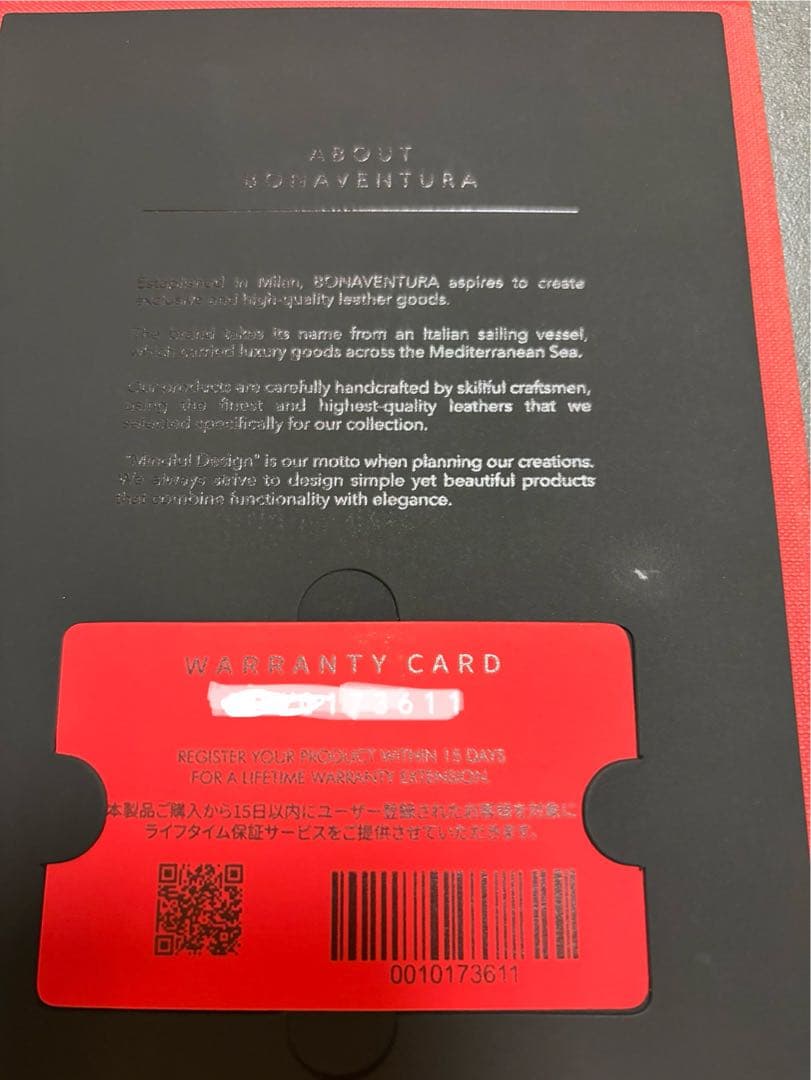 ABOUT
BONAVENTURA
Established in Milan, BONAVENTURA aspires to create
exclusive and high-quality leather goods.
The brand takes its name from an Italian sailing vessel,
which carried luxury goods across the Mediterranean Sea.
Our products are carefully handcrafted by skillful craftsmen,
using the finest and highest-quality leathers that we
selected specifically for our collection.
"Mindful Design" is our motto when planning our creations.
We always strive to design simple yet beautiful products
that combine functionality with elegance.
WARRANTY CARD
173611
REGISTER YOUR PRODUCT WITHIN 15 DAYS
FOR A LIFETIME WARRANTY EXTENSION.
本製品ご購入から15日以内にユーザー登録されたお客様を対象に
ライフタイム保証サービスをご提供させていただきます。
0010173611